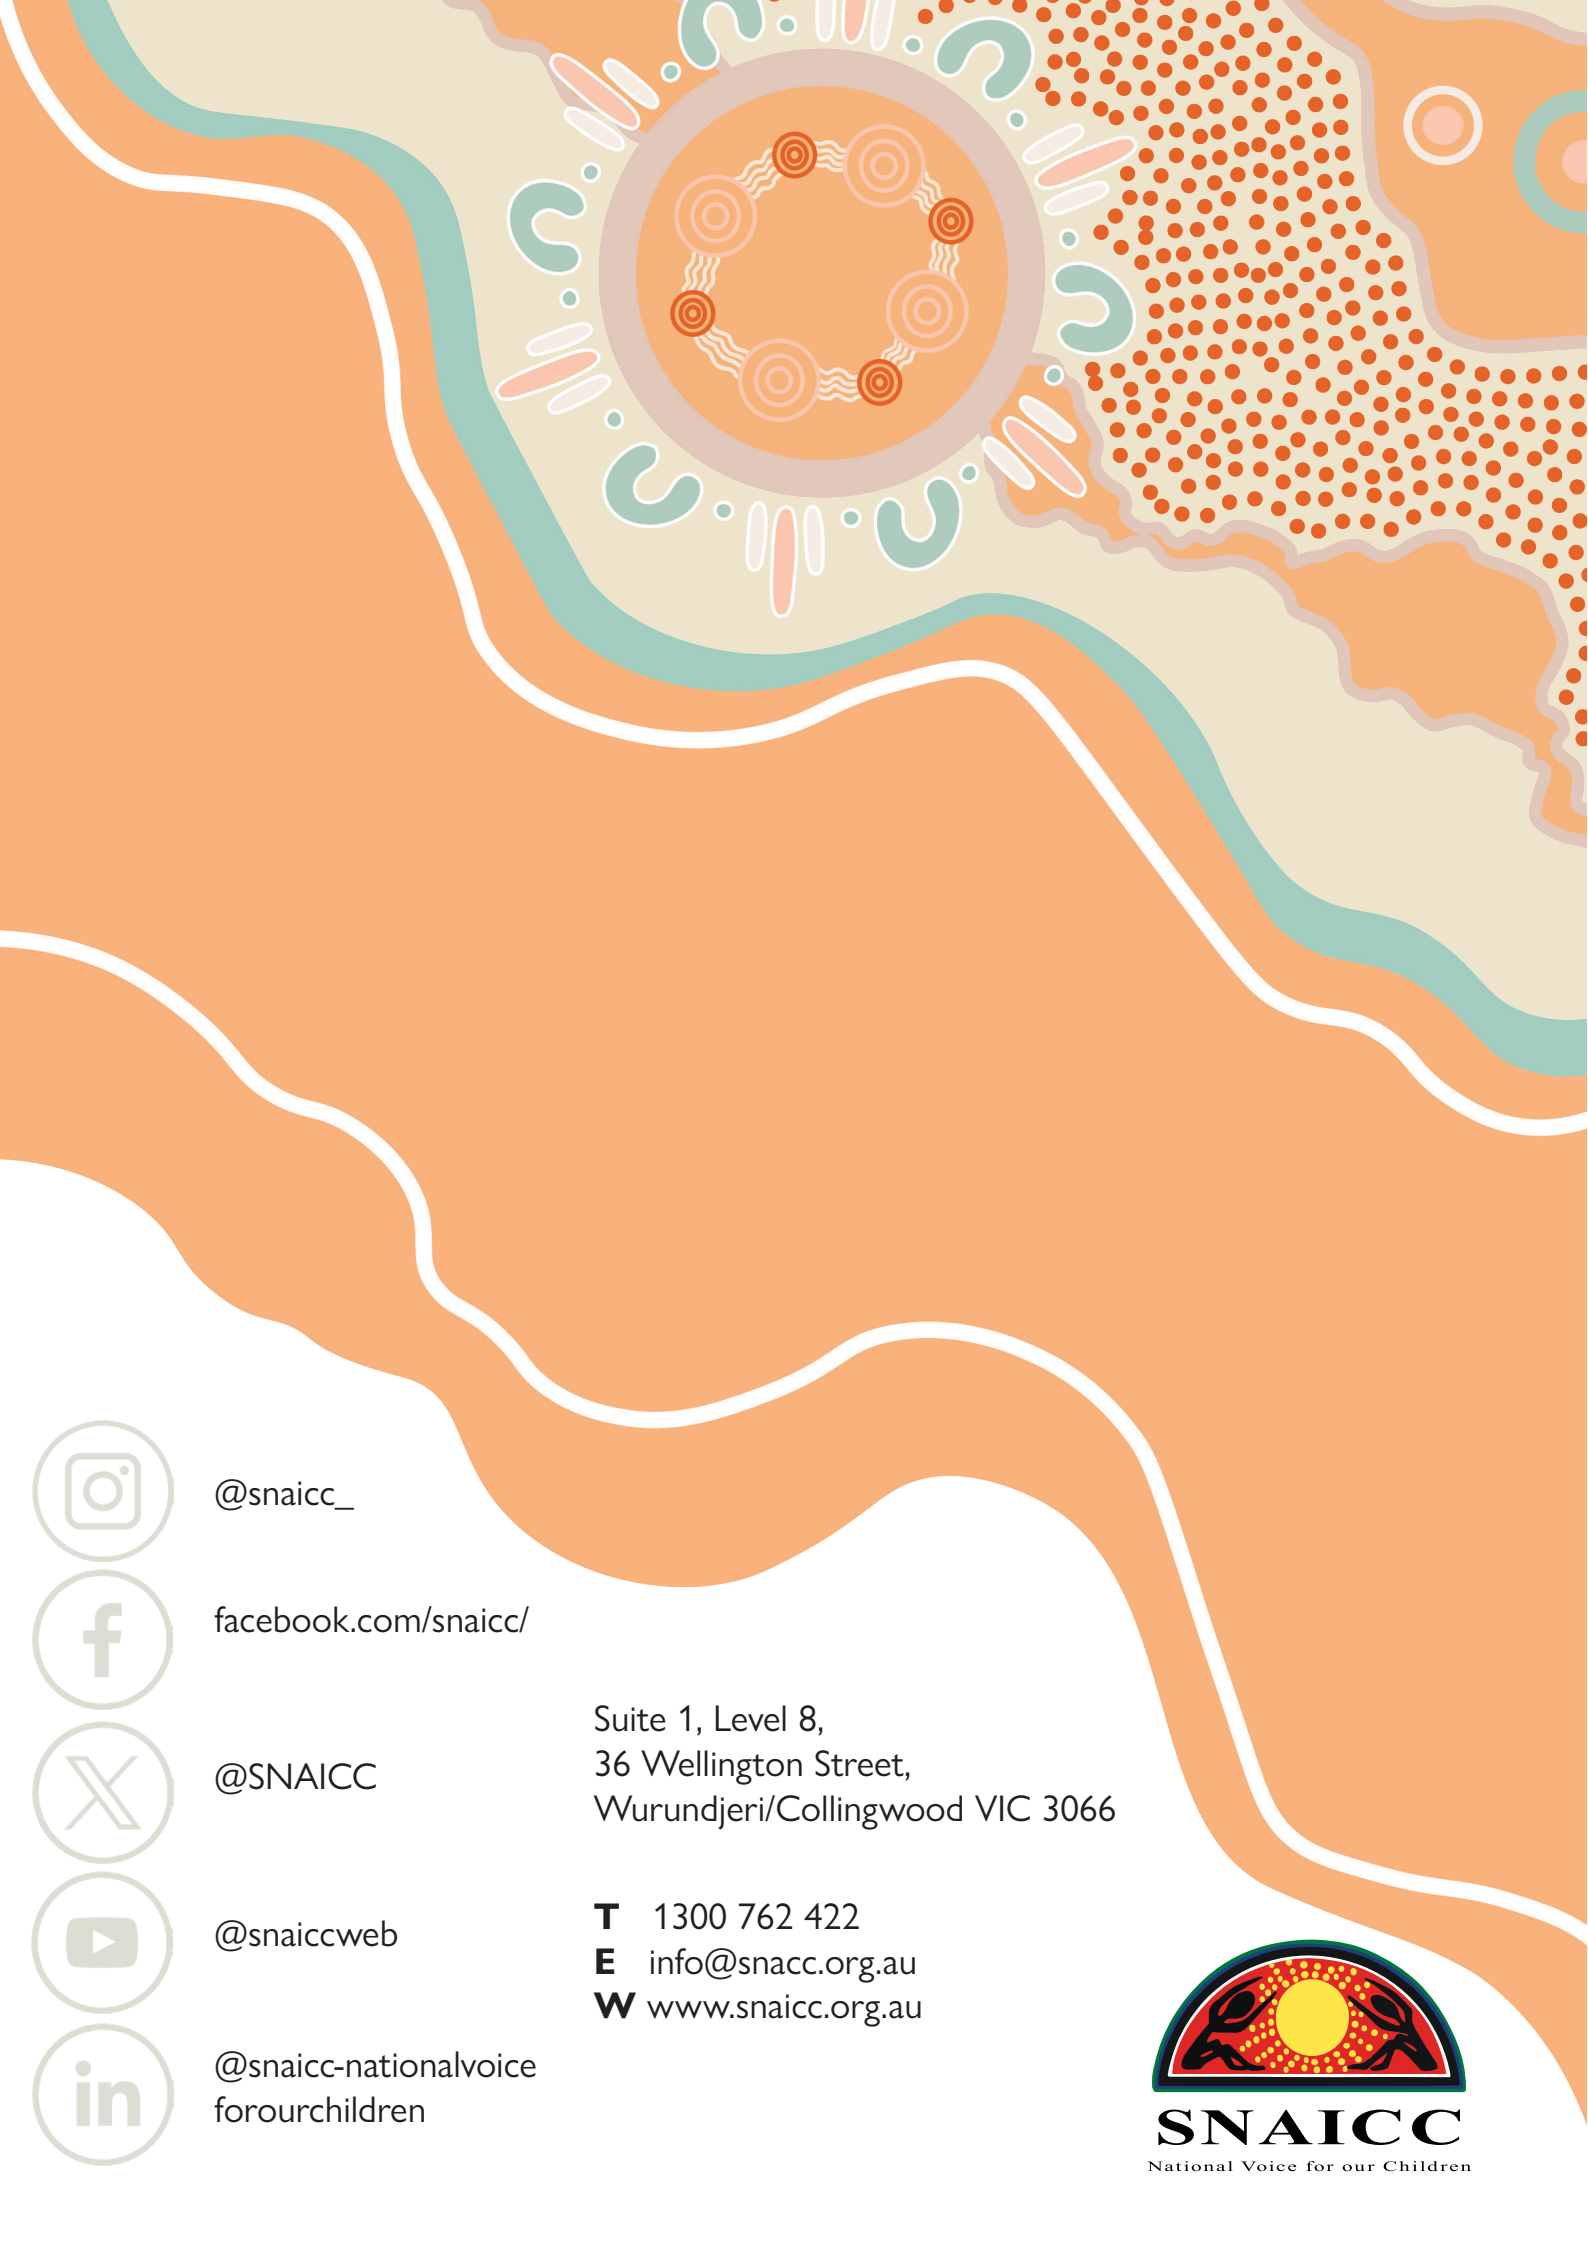 @snaicc_
facebook.com/snaicc/
@SNAICC
@snaiccweb
@snaicc-nationalvoice
forourchildren
Suite 1, Level 8,
36 Wellington Street,
Wurundjeri/Collingwood VIC 3066
T 1300 762 422
E info@snacc.org.au
W www.snaicc.org.au
SNAICC
National Voice for our Children